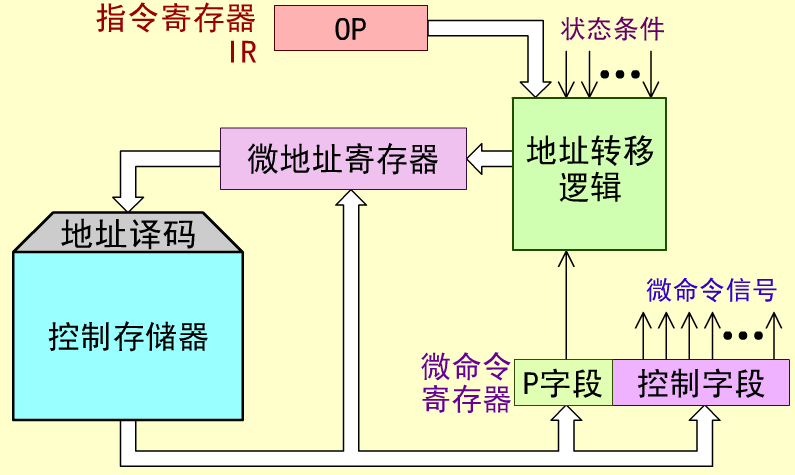 指令寄存器
IR
OP
状态条件
微地址寄存器
地址转移
逻辑
地址译码
控制存储器
微命令信号
微命令
寄存器
P字段
控制字段